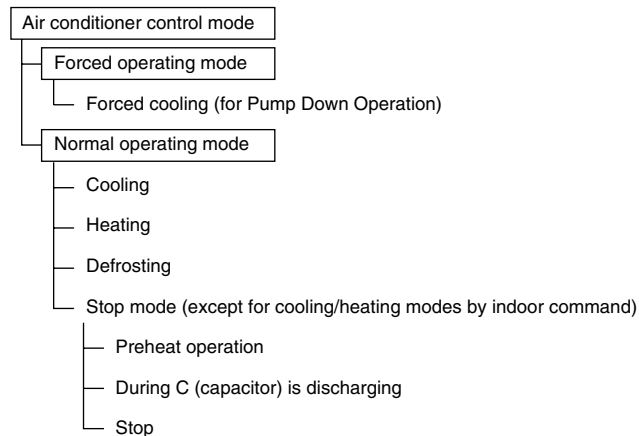 Air conditioner control mode
Forced operating mode
Forced cooling (for Pump Down Operation)
Normal operating mode
Cooling
Heating
Defrosting
Stop mode (except for cooling/heating modes by indoor command)
Preheat operation
During C (capacitor) is discharging
Stop